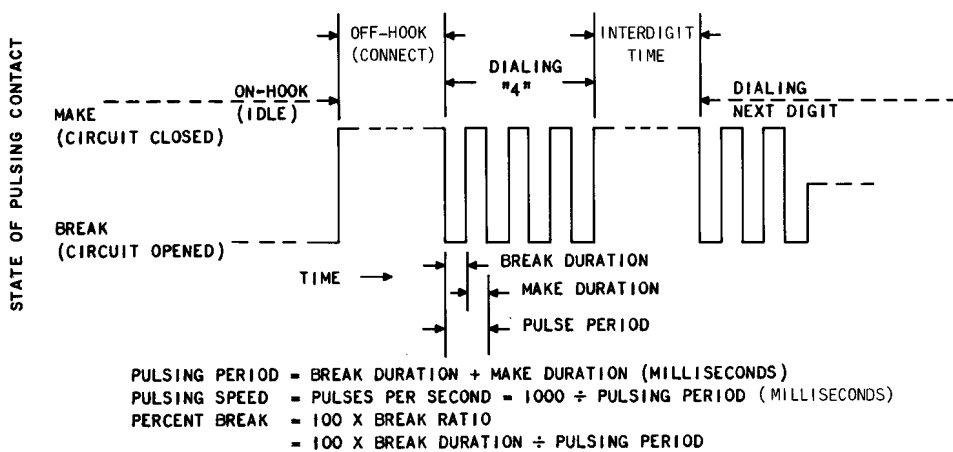 OFF-HOOK
(CONNECT)
INTERDIGIT
TIME
DIALING
"4"
ON-HOOK
(IDLE)
DIALING
NEXT DIGIT
STATE OF PULSING CONTACT
MAKE
(CIRCUIT CLOSED)
BREAK
(CIRCUIT OPENED)
TIME
BREAK DURATION
MAKE DURATION
PULSE PERIOD
PULSING PERIOD = BREAK DURATION + MAKE DURATION (MILLISECONDS)
PULSING SPEED = PULSES PER SECOND = 1000 ÷ PULSING PERIOD (MILLISECONDS)
PERCENT BREAK = 100 X BREAK RATIO
= 100 X BREAK DURATION ÷ PULSING PERIOD